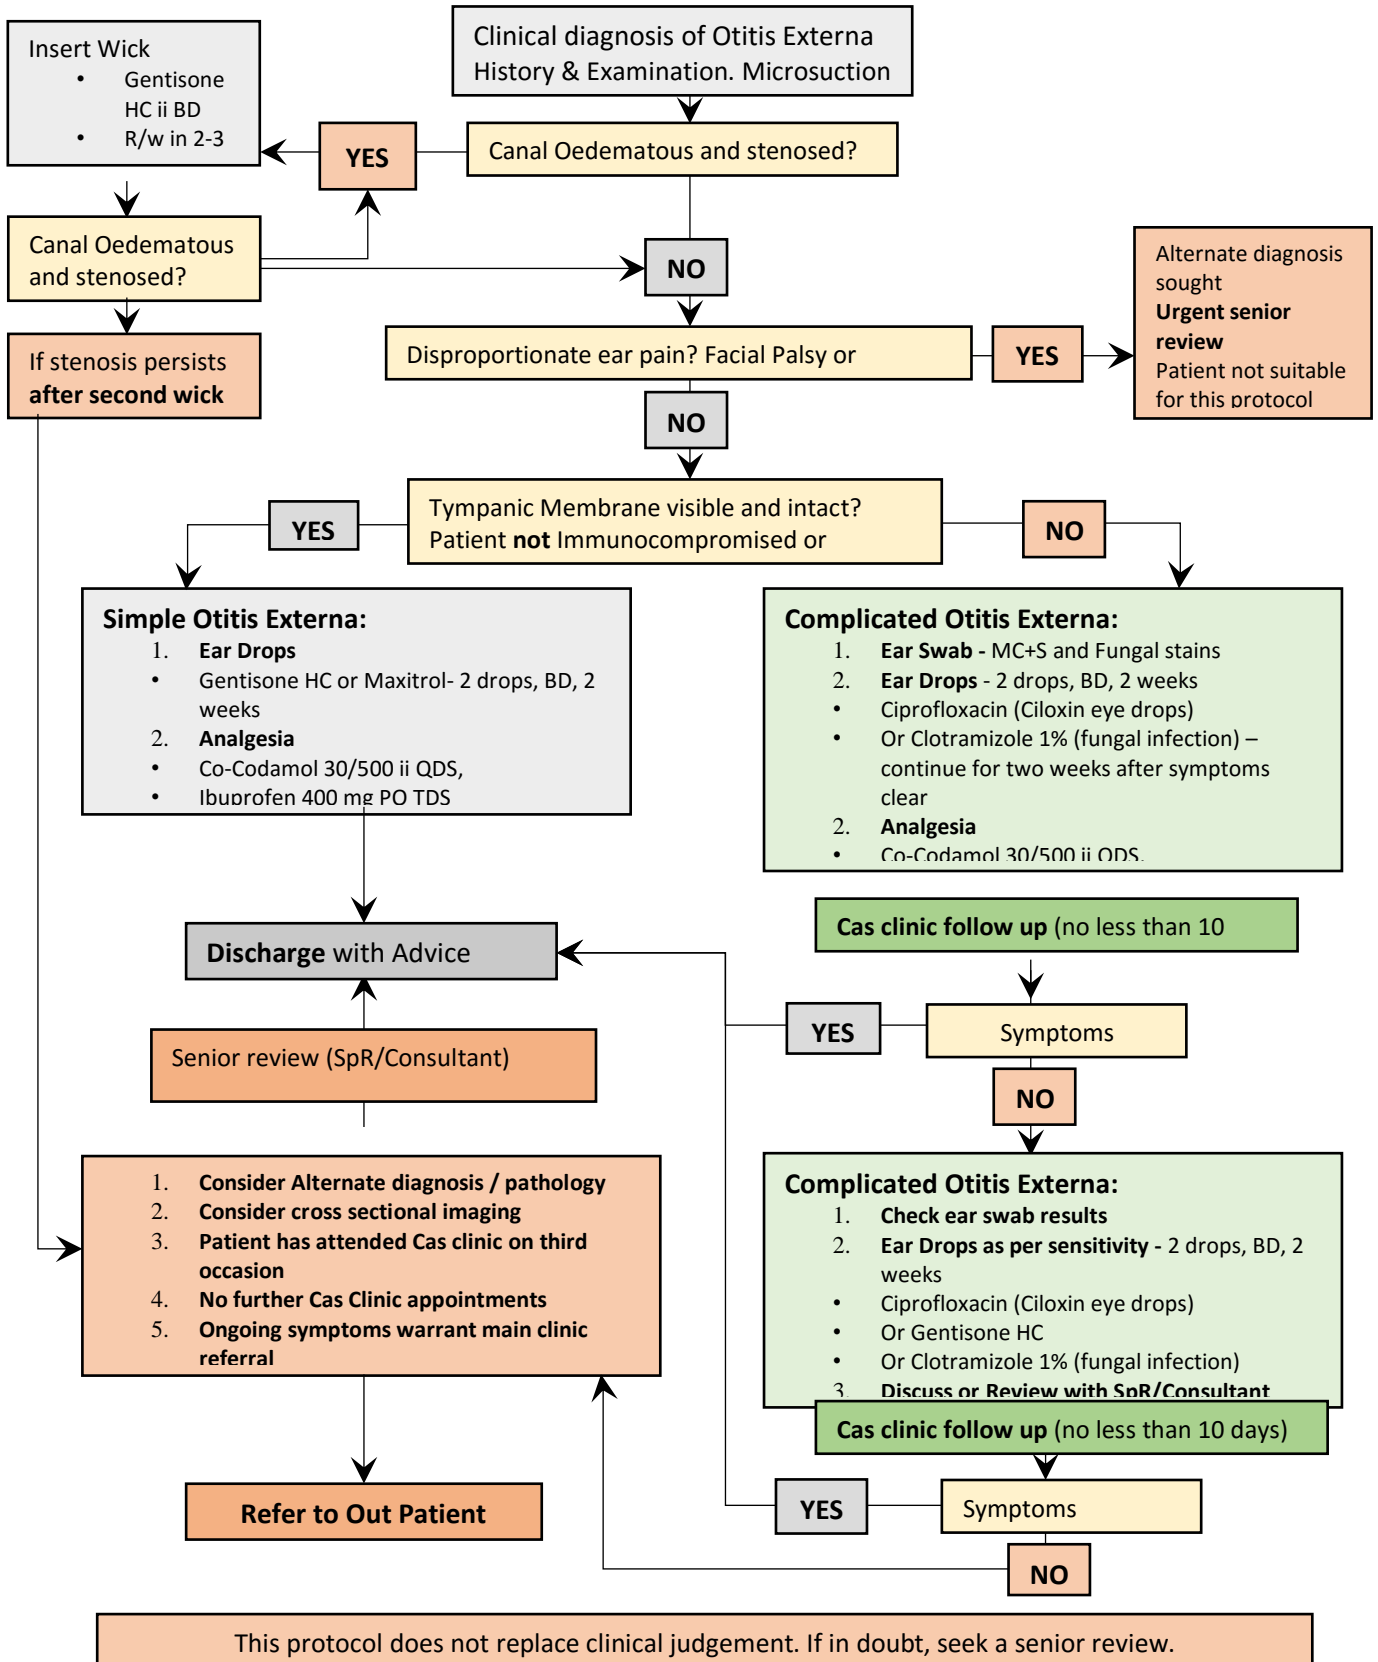 Clinical diagnosis of Otitis Externa
History & Examination. Microsuction
Insert Wick
• Gentisone
HC ii BD
• R/w in 2-3
YES
Canal Oedematous and stenosed?
Canal Oedematous
and stenosed?
NO
Alternate diagnosis
sought
Urgent senior
review
Patient not suitable
for this protocol
If stenosis persists
after second wick
Disproportionate ear pain? Facial Palsy or
YES
NO
Tympanic Membrane visible and intact?
Patient not Immunocompromised or
YES
NO
Simple Otitis Externa:
1. Ear Drops
• Gentisone HC or Maxitrol- 2 drops, BD, 2
weeks
2. Analgesia
• Co-Codamol 30/500 ii QDS,
• Ibuprofen 400 mg PO TDS
Complicated Otitis Externa:
1. Ear Swab - MC+S and Fungal stains
2. Ear Drops - 2 drops, BD, 2 weeks
• Ciprofloxacin (Ciloxin eye drops)
• Or Clotramizole 1% (fungal infection) –
continue for two weeks after symptoms
clear
2. Analgesia
• Co-Codamol 30/500 ii QDS.
Cas clinic follow up (no less than 10
Discharge with Advice
YES
Symptoms
Senior review (SpR/Consultant)
NO
1. Consider Alternate diagnosis / pathology
2. Consider cross sectional imaging
3. Patient has attended Cas clinic on third
occasion
4. No further Cas Clinic appointments
5. Ongoing symptoms warrant main clinic
referral
Complicated Otitis Externa:
1. Check ear swab results
2. Ear Drops as per sensitivity - 2 drops, BD, 2
weeks
• Ciprofloxacin (Ciloxin eye drops)
• Or Gentisone HC
• Or Clotramizole 1% (fungal infection)
3. Discuss or Review with SpR/Consultant
Cas clinic follow up (no less than 10 days)
Refer to Out Patient
YES
Symptoms
NO
This protocol does not replace clinical judgement. If in doubt, seek a senior review.